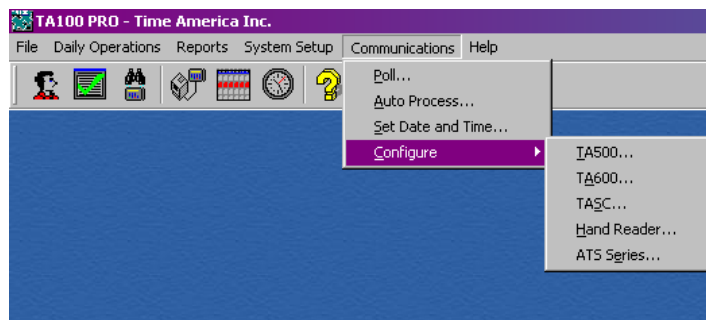 TA100 PRO - Time America Inc.
File Daily Operations Reports System Setup Communications Help
Poll...
Auto Process...
Set Date and Time...
Configure
TA500...
TA600...
TASC...
Hand Reader...
ATS Series...